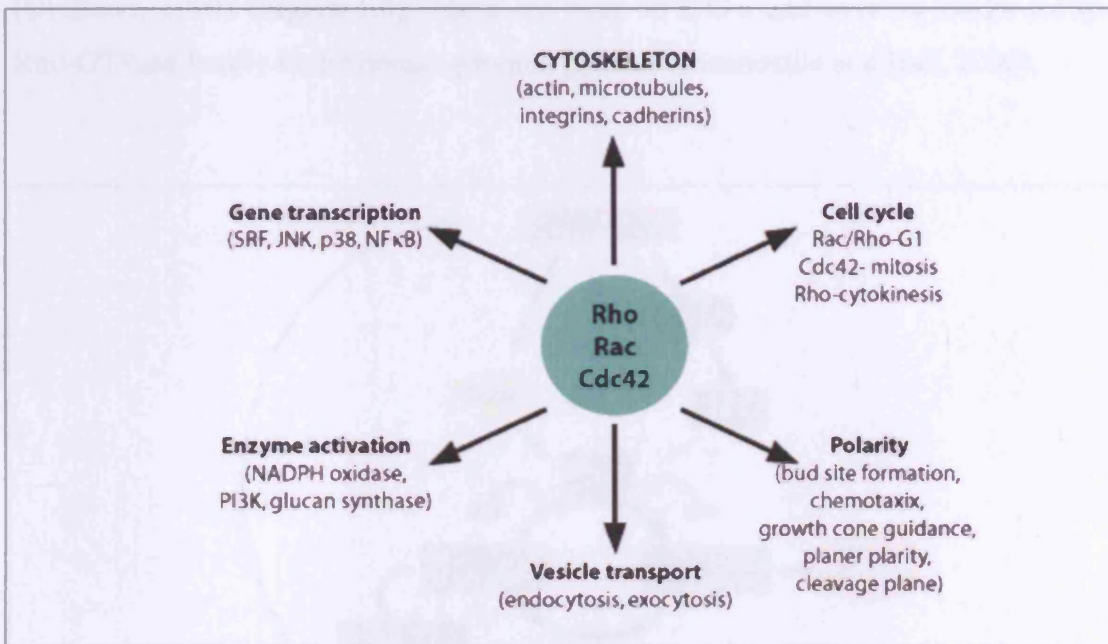 CYTOSKELETON
(actin, microtubules,
integrins, cadherins)
Gene transcription
(SRF, JNK, p38, NFκB)
Cell cycle
Rac/Rho-G1
Cdc42- mitosis
Rho-cytokinesis
Rho
Rac
Cdc42
Enzyme activation
(NADPH oxidase,
PI3K, glucan synthase)
Polarity
(bud site formation,
chemotaxix,
growth cone guidance,
planer plarity,
cleavage plane)
Vesicle transport
(endocytosis, exocytosis)